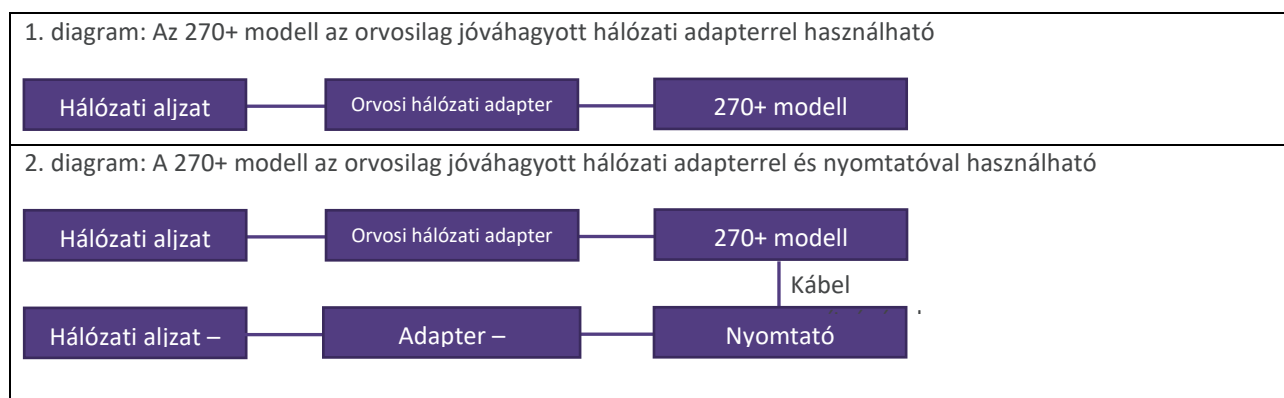 1. diagram: Az 270+ modell az orvosilag jóváhagyott hálózati adapterrel használható
Hálózati aljzat
Orvosi hálózati adapter
270+ modell
2. diagram: A 270+ modell az orvosilag jóváhagyott hálózati adapterrel és nyomtatóval használható
Hálózati aljzat
Orvosi hálózati adapter
270+ modell
Kábel
Hálózati aljzat –
Adapter –
Nyomtató